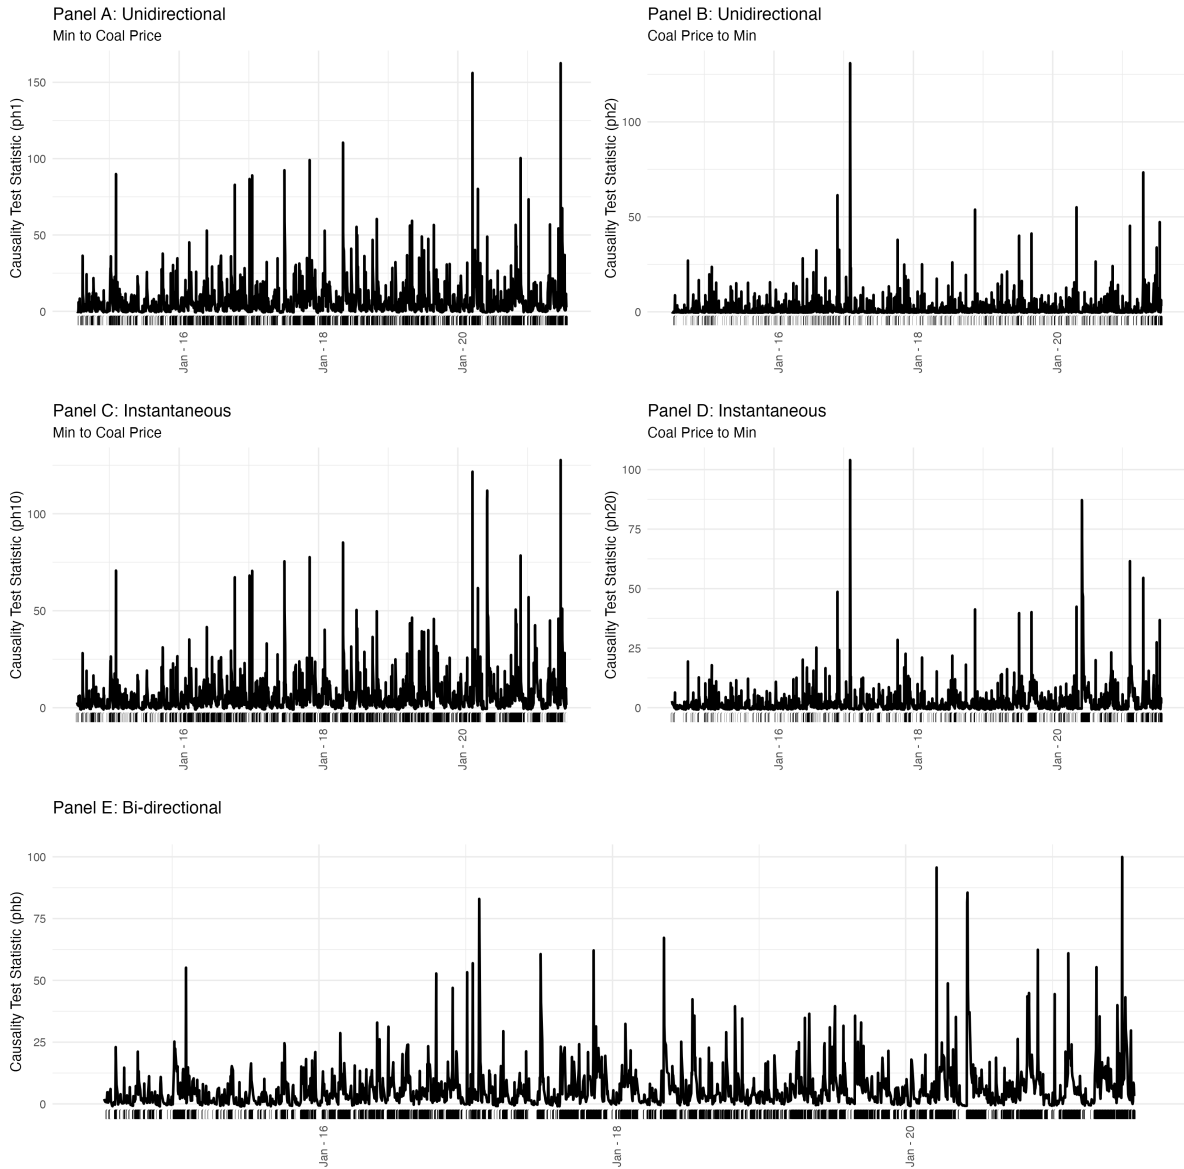 Panel A: Unidirectional
Min to Coal Price
Causality Test Statistic (ph1)
150
100
50
0
Jan - 16
Jan - 18
Jan - 20
Panel B: Unidirectional
Coal Price to Min
Causality Test Statistic (ph2)
100
50
0
Jan - 16
Jan - 18
Jan - 20
Panel C: Instantaneous
Min to Coal Price
Causality Test Statistic (ph10)
100
50
0
Jan - 16
Jan - 18
Jan - 20
Panel D: Instantaneous
Coal Price to Min
Causality Test Statistic (ph20)
100
75
50
25
0
Jan - 16
Jan - 18
Jan - 20
Panel E: Bi-directional
Causality Test Statistic (phb)
100
75
50
25
0
Jan - 16
Jan - 18
Jan - 20